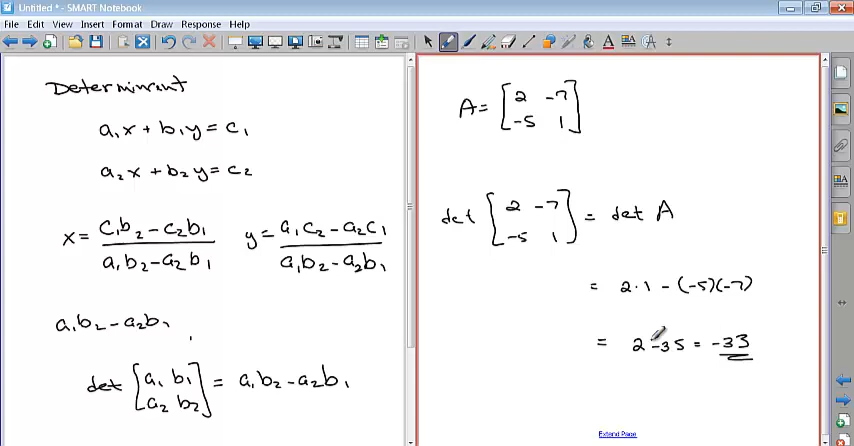 Untitled * - SMART Notebook
File Edit View Insert Format Draw Response Help
Determinant
a₁x + b₁y = c₁
a₂x + b₂y = c₂
x = (c₁b₂ - c₂b₁)/(a₁b₂ - a₂b₁) y = (a₁c₂ - a₂c₁)/(a₁b₂ - a₂b₁)
a₁b₂ - a₂b₁
det [a₁ b₁
a₂ b₂] = a₁b₂ - a₂b₁
A = [2 -7
-5 1]
det [2 -7
-5 1] = det A
= 2·1 - (-5)(-7)
= 2 - 35 = -33
Extend Page